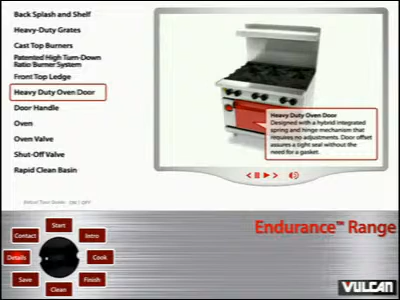 Back Splash and Shelf
Heavy-Duty Grates
Cast Top Burners
Patented High Turn-Down
Ratio Burner System
Front Top Ledge
Heavy Duty Oven Door
Door Handle
Oven
Oven Valve
Shut-Off Valve
Rapid Clean Basin
Heavy Duty Oven Door
Designed with a hybrid integrated
spring and hinge mechanism that
requires no adjustments. Door offset
assures a tight seal without the
need for a gasket.
Endurance™ Range
Start
Contact
Intro
Details
Cook
Save
Finish
Clean
VULCAN